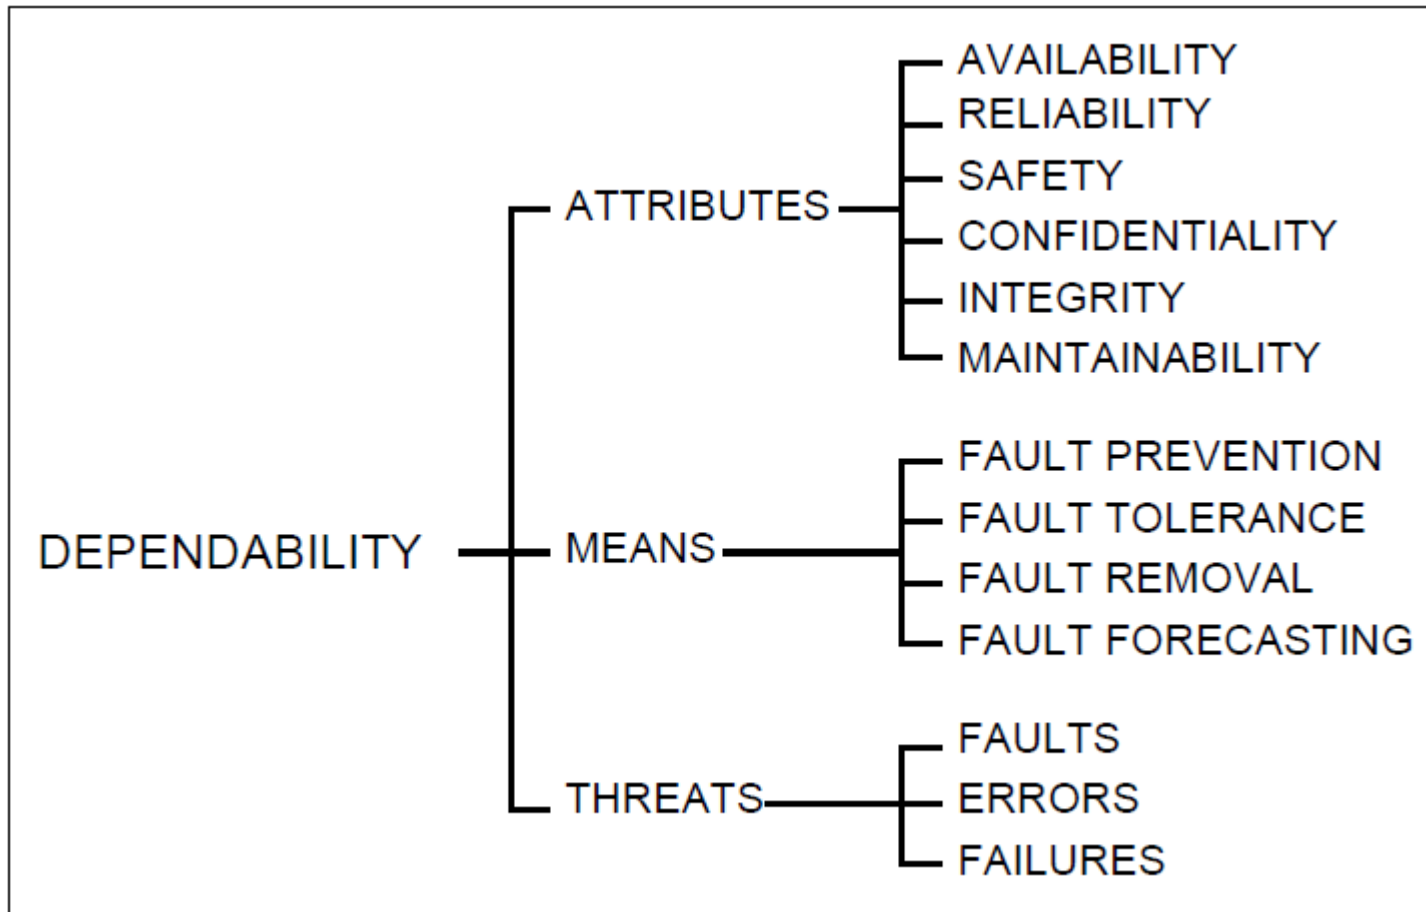 AVAILABILITY
RELIABILITY
SAFETY
ATTRIBUTES
CONFIDENTIALITY
INTEGRITY
MAINTAINABILITY
FAULT PREVENTION
FAULT TOLERANCE
DEPENDABILITY
MEANS
FAULT REMOVAL
FAULT FORECASTING
FAULTS
THREATS
ERRORS
FAILURES